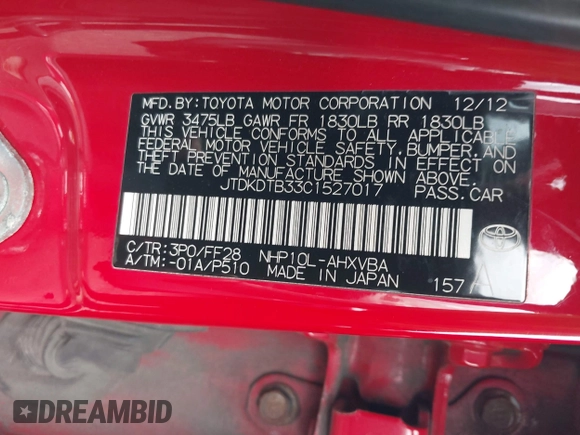 MFD.BY:TOYOTA MOTOR CORPORATION 12/12
GVWR 3475LB GAWR FR 1830LB RR 1830LB
THIS VEHICLE CONFORMS TO ALL APPLICABLE
FEDERAL MOTOR VEHICLE SAFETY,BUMPER,AND
THEFT PREVENTION STANDARDS IN EFFECT ON
THE DATE OF MANUFACTURE SHOWN ABOVE.
JTDKDTB33C1527017 PASS.CAR
C/TR:3P0/FF28 NHP10L-AHXVBA
A/TM:-01A/P510 MADE IN JAPAN 157
DREAMBID